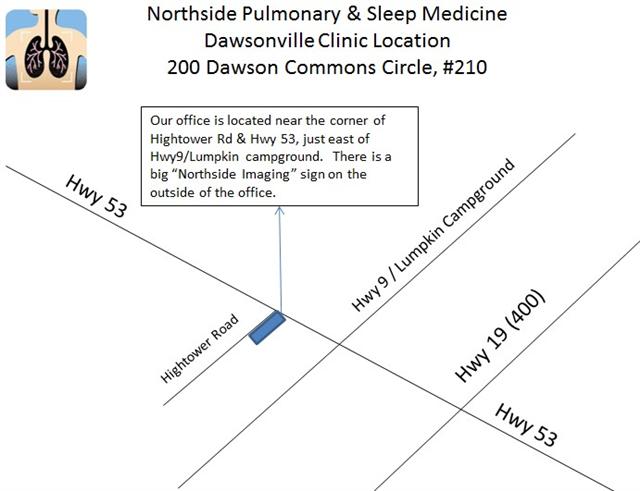 Northside Pulmonary & Sleep Medicine
Dawsonville Clinic Location
200 Dawson Commons Circle, #210
Our office is located near the corner of
Hightower Rd & Hwy 53, just east of
Hwy9/Lumpkin campground.  There is a
big “Northside Imaging” sign on the
outside of the office.
Hwy 53
Hwy 9 / Lumpkin Campground
Hightower Road
Hwy 19 (400)
Hwy 53